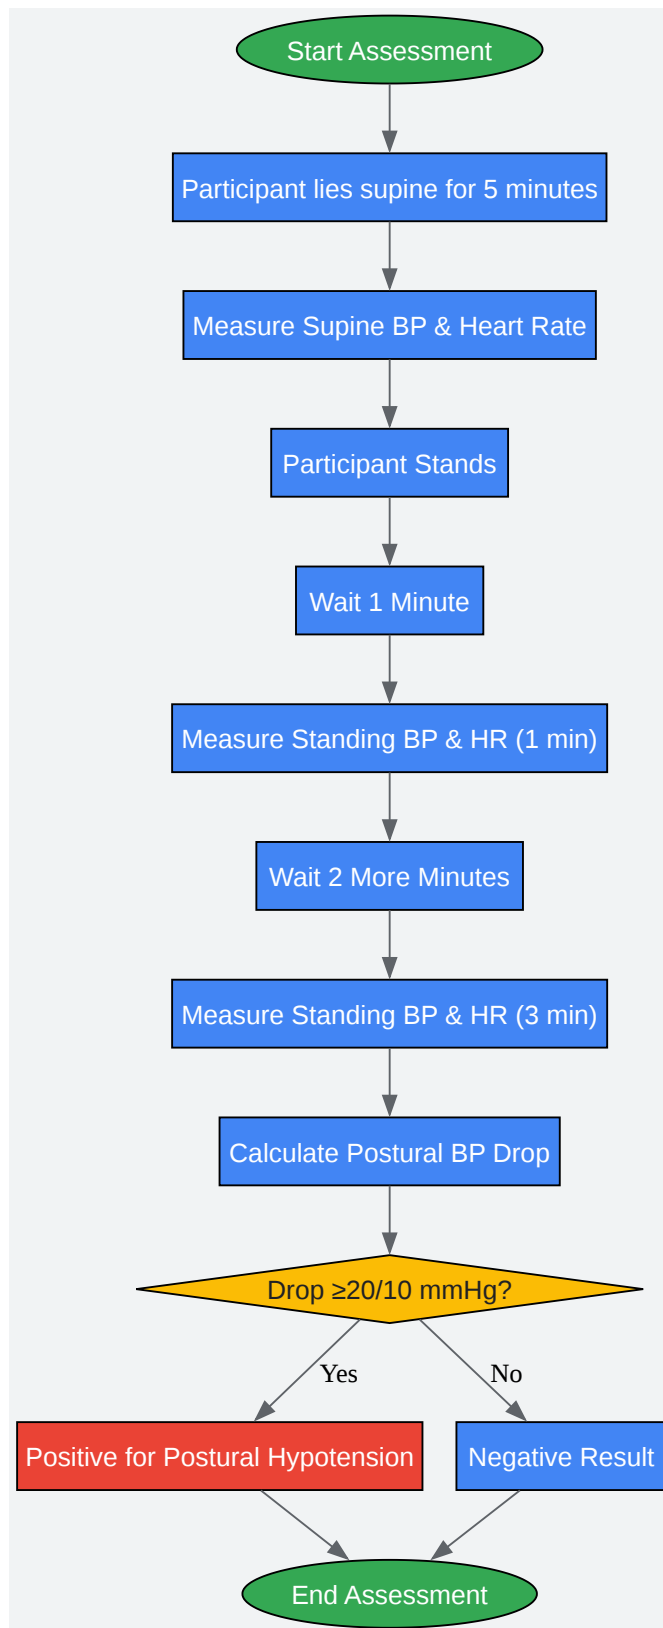 Start Assessment
Participant lies supine for 5 minutes
Measure Supine BP & Heart Rate
Participant Stands
Wait 1 Minute
Measure Standing BP & HR (1 min)
Wait 2 More Minutes
Measure Standing BP & HR (3 min)
Calculate Postural BP Drop
Drop ≥20/10 mmHg?
Yes
No
Positive for Postural Hypotension
Negative Result
End Assessment